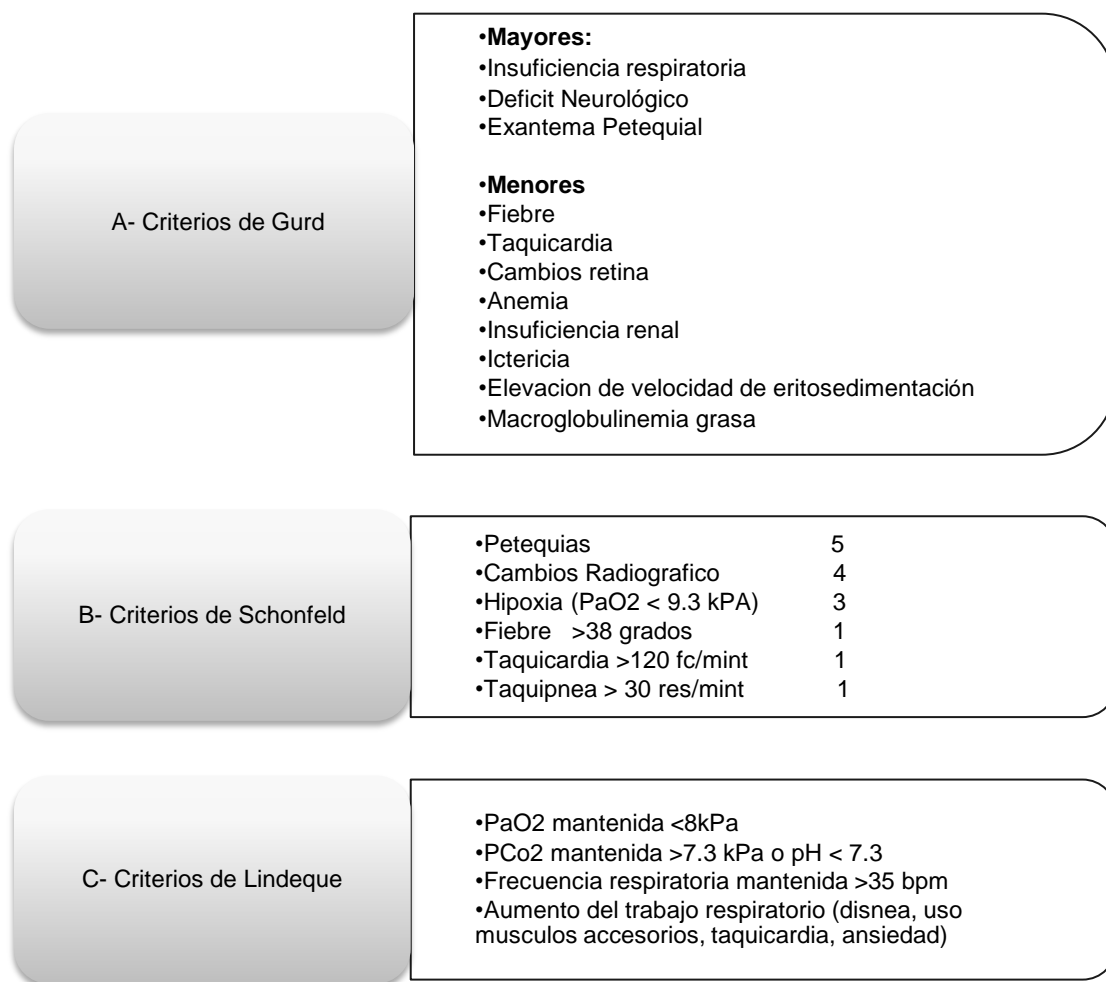 A- Criterios de Gurd
•Mayores:
•Insuficiencia respiratoria
•Deficit Neurológico
•Exantema Petequial
•Menores
•Fiebre
•Taquicardia
•Cambios retina
•Anemia
•Insuficiencia renal
•Ictericia
•Elevacion de velocidad de eritosedimentación
•Macroglobulinemia grasa
B- Criterios de Schonfeld
•Petequias 5
•Cambios Radiografico 4
•Hipoxia (PaO2 < 9.3 kPA) 3
•Fiebre >38 grados 1
•Taquicardia >120 fc/mint 1
•Taquipnea > 30 res/mint 1
C- Criterios de Lindeque
•PaO2 mantenida <8kPa
•PCo2 mantenida >7.3 kPa o pH < 7.3
•Frecuencia respiratoria mantenida >35 bpm
•Aumento del trabajo respiratorio (disnea, uso
musculos accesorios, taquicardia, ansiedad)